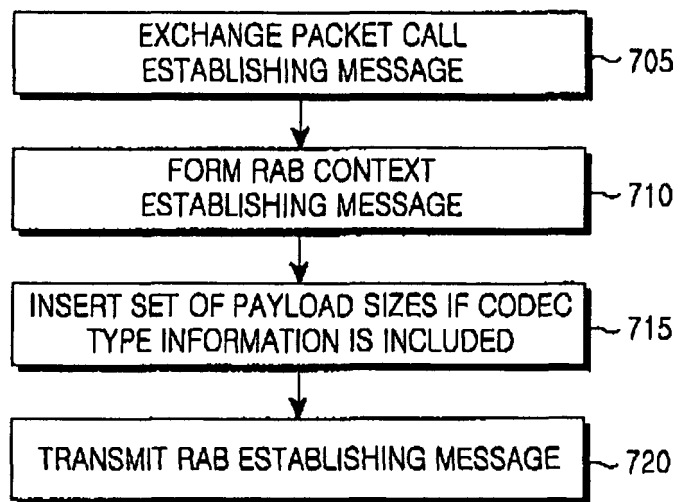 EXCHANGE PACKET CALL
ESTABLISHING MESSAGE
705
FORM RAB CONTEXT
ESTABLISHING MESSAGE
710
INSERT SET OF PAYLOAD SIZES IF CODEC
TYPE INFORMATION IS INCLUDED
715
TRANSMIT RAB ESTABLISHING MESSAGE
720